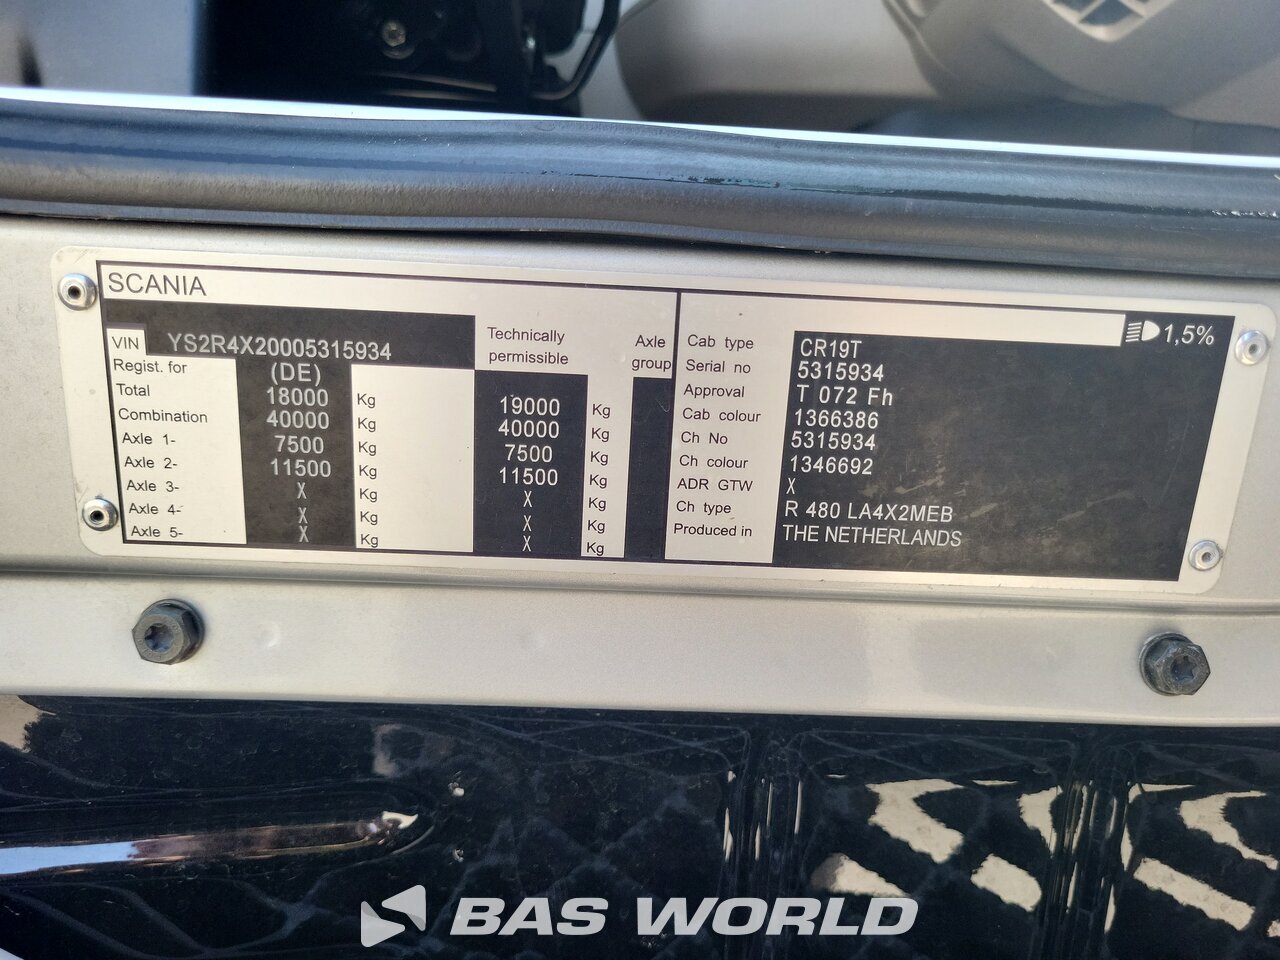 SCANIA
VIN YS2R4X20005315934
Regist. for (DE)
Technically permissible
Axle group
Total 18000 Kg 19000 Kg
Combination 40000 Kg 40000 Kg
Axle 1- 7500 Kg 7500 Kg
Axle 2- 11500 Kg 11500 Kg
Axle 3- X Kg X Kg
Axle 4- X Kg X Kg
Axle 5- X Kg X Kg
1,5%
Cab type CR19T
Serial no 5315934
Approval T 072 Fh
Cab colour 1366386
Ch No 5315934
Ch colour 1346692
ADR GTW X
Ch type R 480 LA4X2MEB
Produced in THE NETHERLANDS
BAS WORLD